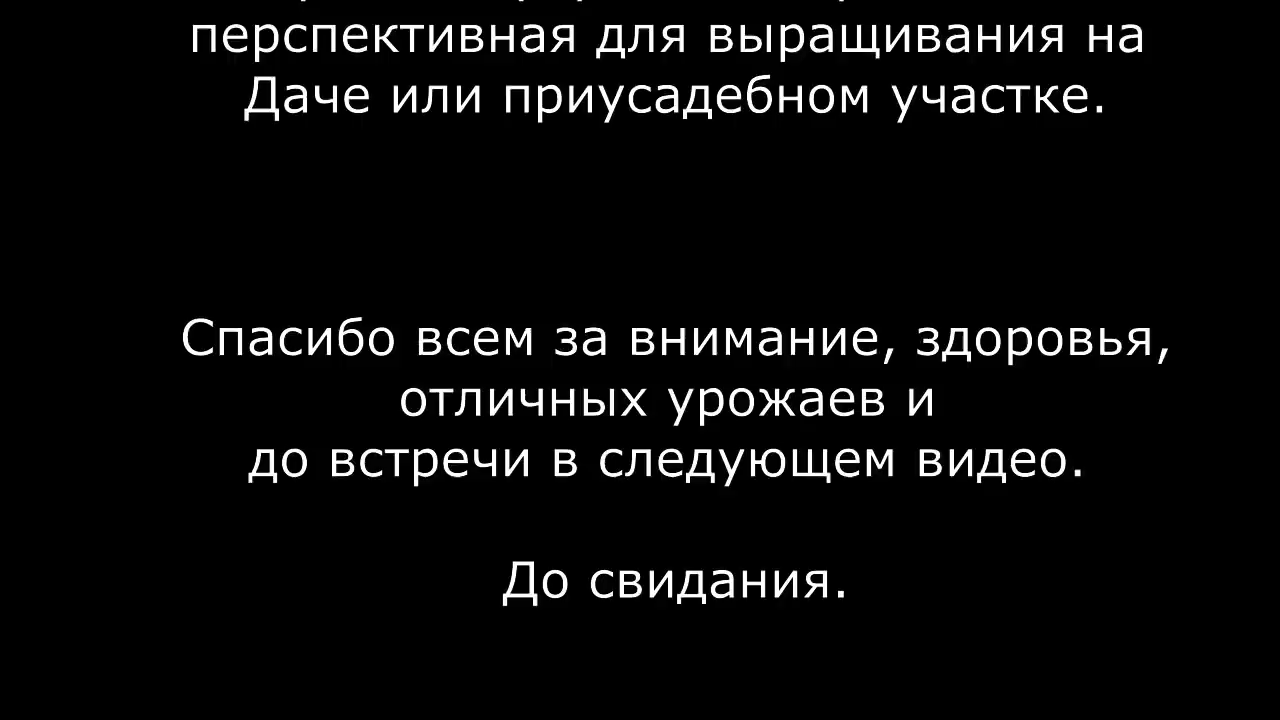 перспективная для выращивания на
Даче или приусадебном участке.
Спасибо всем за внимание, здоровья,
отличных урожаев и
до встречи в следующем видео.
До свидания.